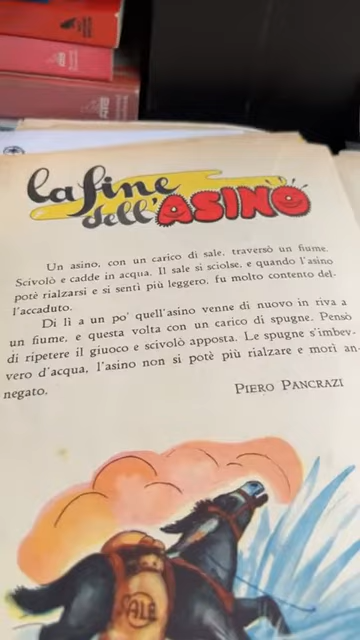 la fine
dell'ASINO
Un asino, con un carico di sale, traversò un fiume.
Scivolò e cadde in acqua. Il sale si sciolse, e quando l'asino
potè rialzarsi e si sentì più leggero, fu molto contento del-
l'accaduto.
Di lì a un po' quell'asino venne di nuovo in riva a
un fiume, e questa volta con un carico di spugne. Pensò
di ripetere il giuoco e scivolò apposta. Le spugne s'imbev-
vero d'acqua, l'asino non si potè più rialzare e morì an-
negato.
PIERO PANCRAZI
SALE